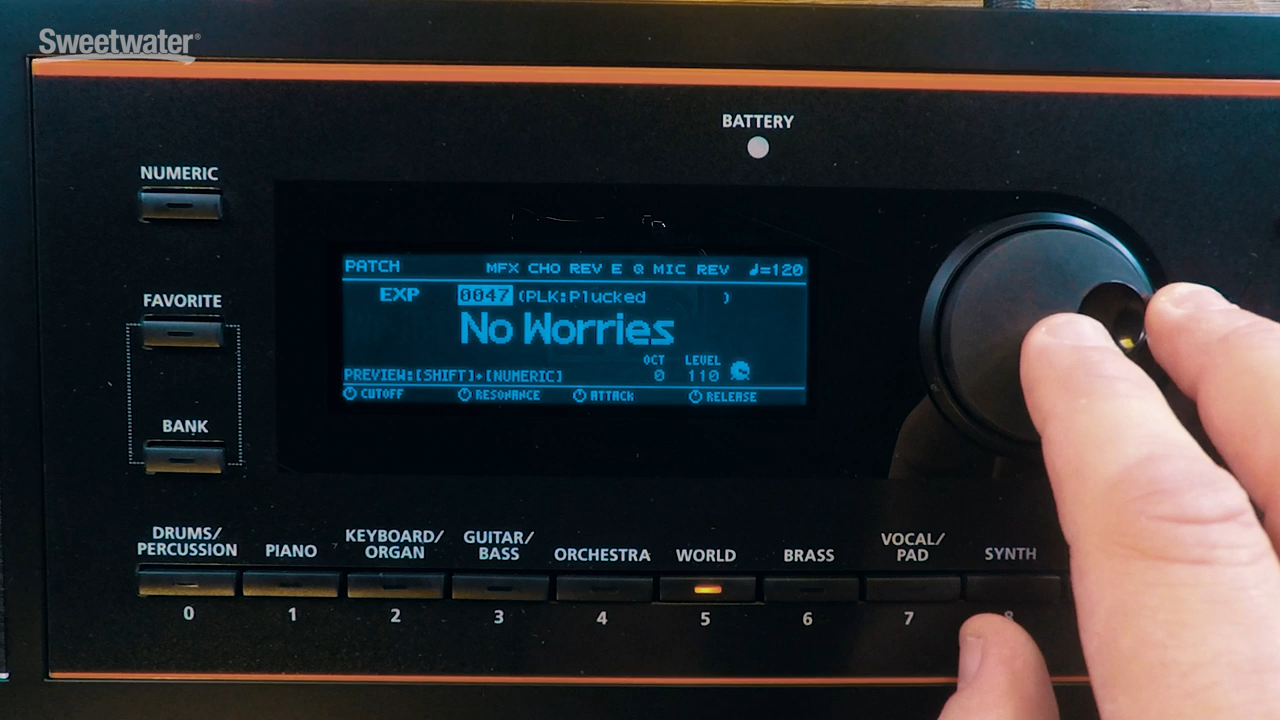 Sweetwater®
BATTERY
NUMERIC
FAVORITE
BANK
PATCH MFX CHO REV E Q MIC REV ♩=120
EXP 0047 (PLK:Plucked )
No Worries
OCT LEVEL
PREVIEW:[SHIFT]+[NUMERIC] 0 110
CUTOFF RESONANCE ATTACK RELEASE
DRUMS/
PERCUSSION
PIANO
KEYBOARD/
ORGAN
GUITAR/
BASS
ORCHESTRA
WORLD
BRASS
VOCAL/
PAD
SYNTH
0 1 2 3 4 5 6 7 8